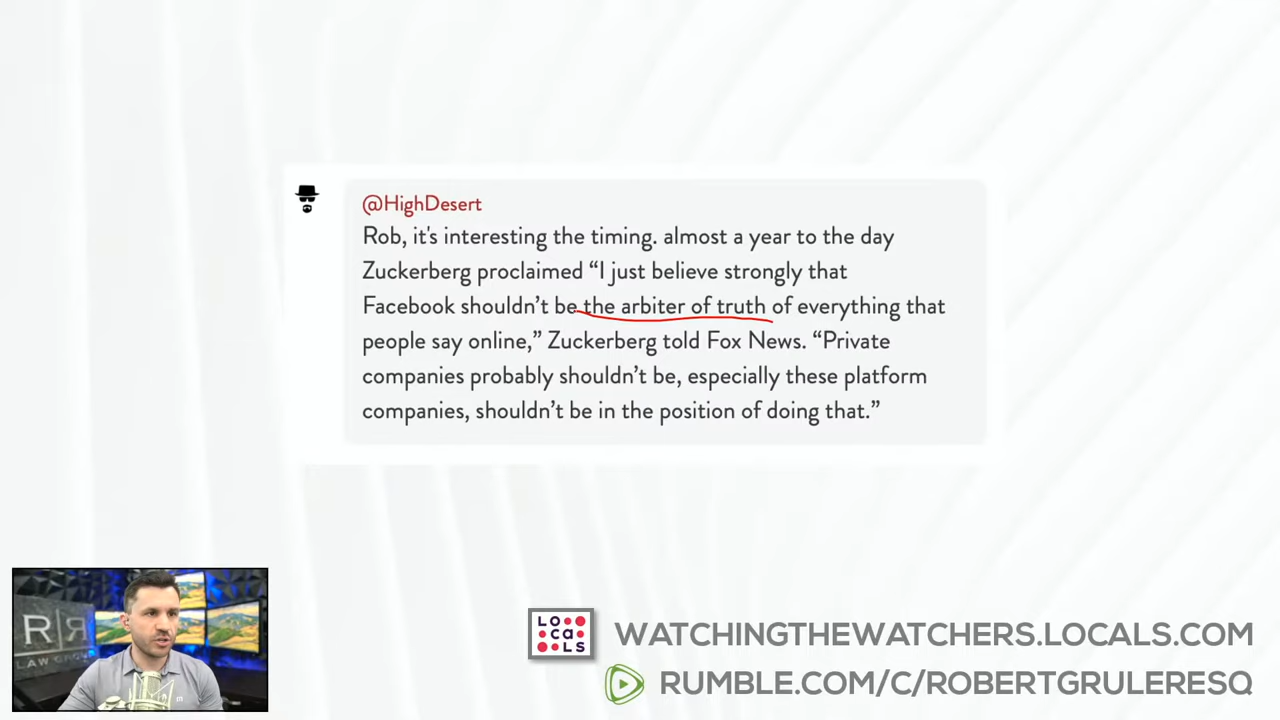 @HighDesert
Rob, it's interesting the timing. almost a year to the day
Zuckerberg proclaimed “I just believe strongly that
Facebook shouldn’t be the arbiter of truth of everything that
people say online,” Zuckerberg told Fox News. “Private
companies probably shouldn’t be, especially these platform
companies, shouldn’t be in the position of doing that.”
R|R
LAW GROUP
LOCALS
WATCHINGTHEWATCHERS.LOCALS.COM
RUMBLE.COM/C/ROBERTGRULERESQ